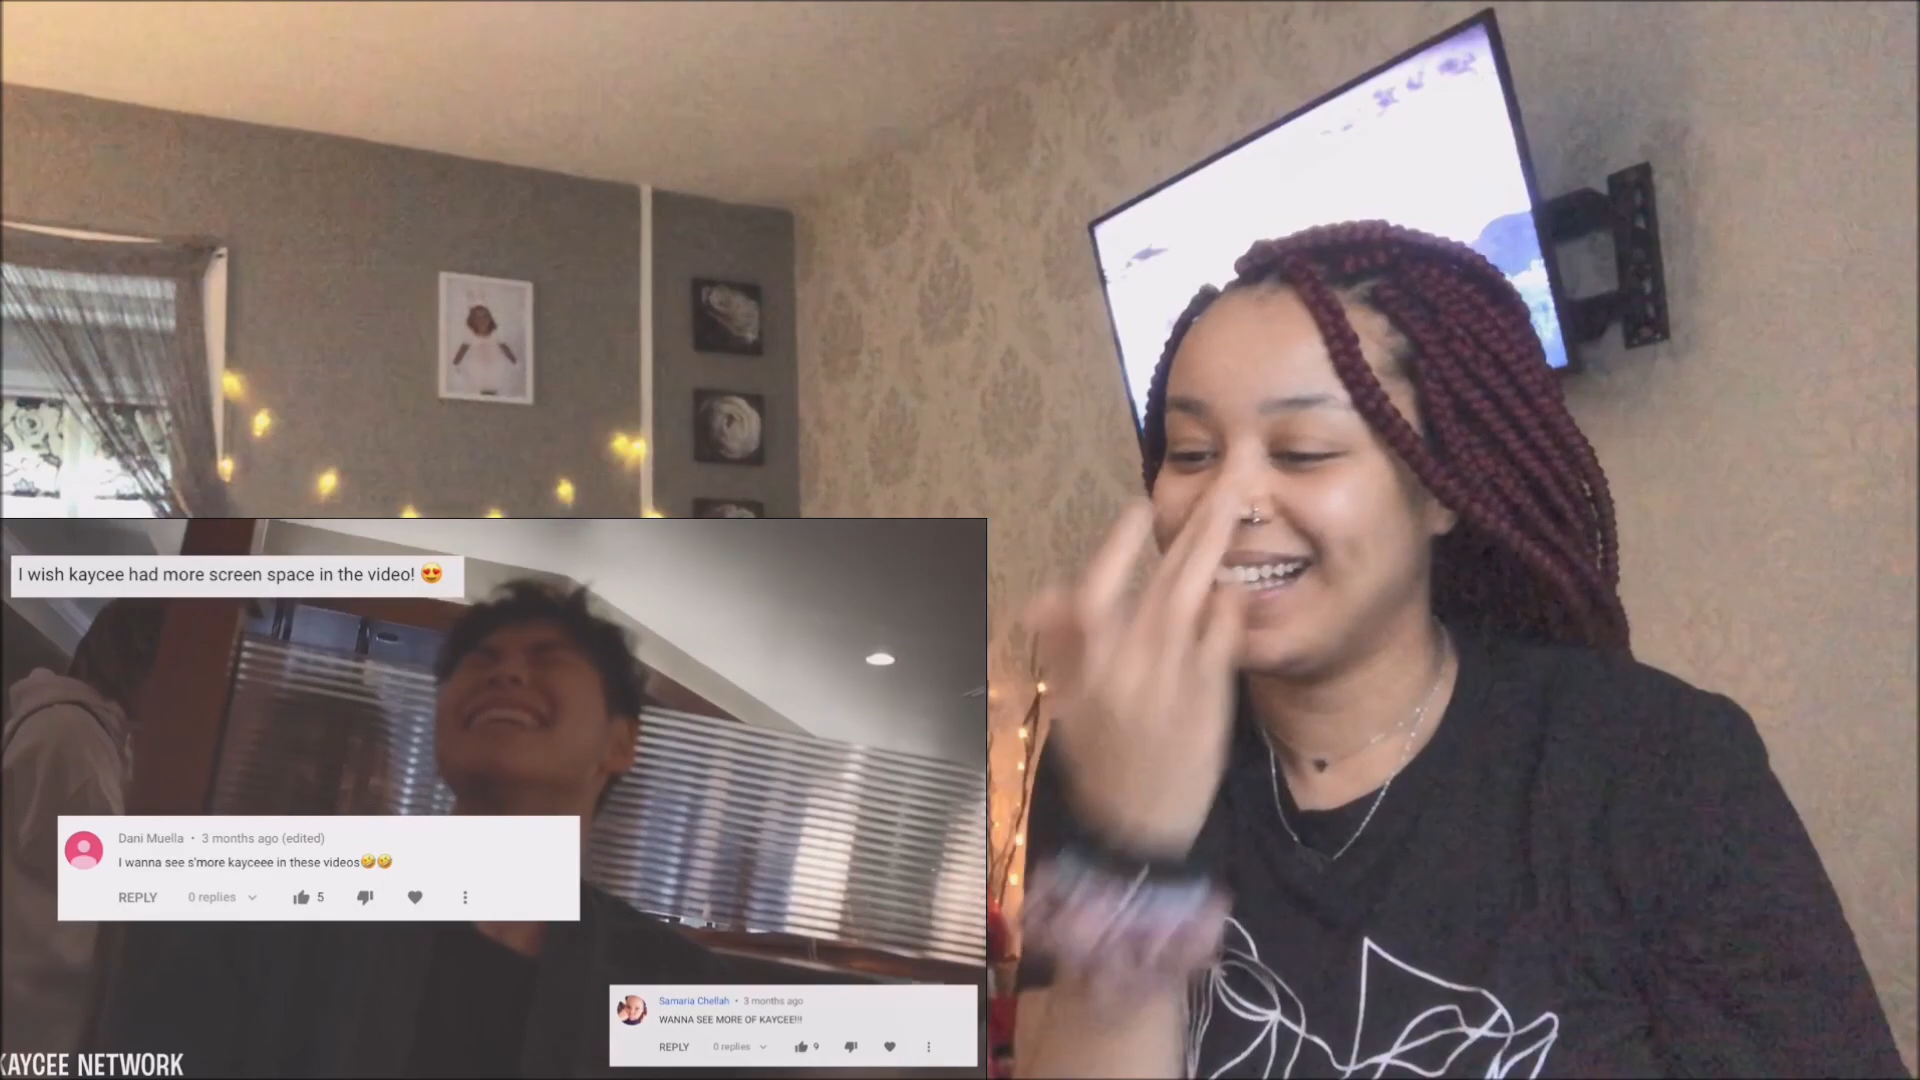 I wish kaycee had more screen space in the video! 😍
Dani Muella • 3 months ago (edited)
I wanna see s'more kayceee in these videos🤣🤣
REPLY 0 replies 5
Samaria Chellah • 3 months ago
WANNA SEE MORE OF KAYCEE!!!
REPLY 0 replies 9
KAYCEE NETWORK